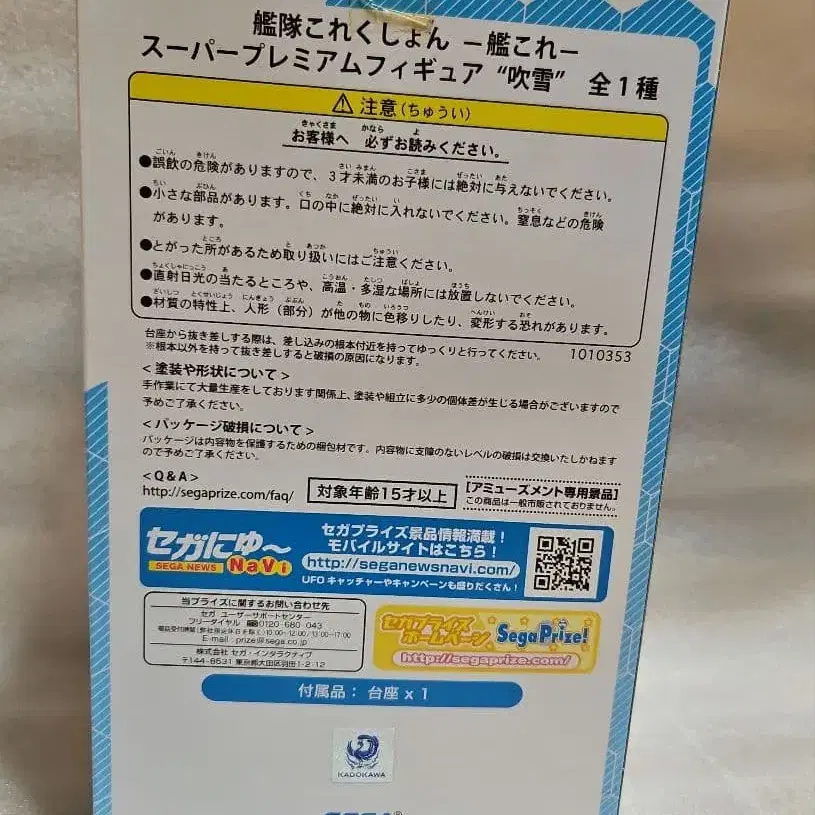 艦隊これくしょん －艦これ－
スーパープレミアムフィギュア “吹雪” 全1種
⚠ 注意(ちゅうい)
お客様へ 必ずお読みください。
●誤飲の危険がありますので、3才未満のお子様には絶対に与えないでください。
●小さな部品があります。口の中に絶対に入れないでください。窒息などの危険
があります。
●とがった所があるため取り扱いにはご注意ください。
●直射日光の当たるところや、高温・多湿な場所には放置しないでください。
●材質の特性上、人形（部分）が他の物に色移りしたり、変形する恐れがあります。
台座から抜き差しする際は、差し込みの根本付近を持ってゆっくりと行ってください。
※根本以外を持って抜き差しすると破損の原因になります。 1010353
＜塗装や形状について＞
手作業にて大量生産をしております関係上、塗装や組立に多少の個体差が生じる場合がございますので
予めご了承ください。
＜パッケージ破損について＞
パッケージは内容物を保護するための梱包材です。内容物に支障のないレベルの破損は交換いたしかねます
ので予めご了承ください。
＜Q&A＞
http://segaprize.com/faq/
対象年齢15才以上
【アミューズメント専用景品】
この商品は一般市販されておりません。
セガにゅ～
SEGA NEWS NaVi
セガプライズ景品情報満載！
モバイルサイトはこちら！
http://seganewsnavi.com/
UFOキャッチャーやキャンペーンも盛りだくさん！
当プライズに関するお問い合わせ先
セガ・ユーザーサポートセンター
フリーダイヤル 0120-680-043
E-mail : prize@sega.co.jp
株式会社 セガ・インタラクティブ
〒144-8531 東京都大田区羽田1-2-12
セガプライズ
ホームページ
Sega Prize!
http://segaprize.com/
付属品：台座 x 1
KADOKAWA
SEGA®